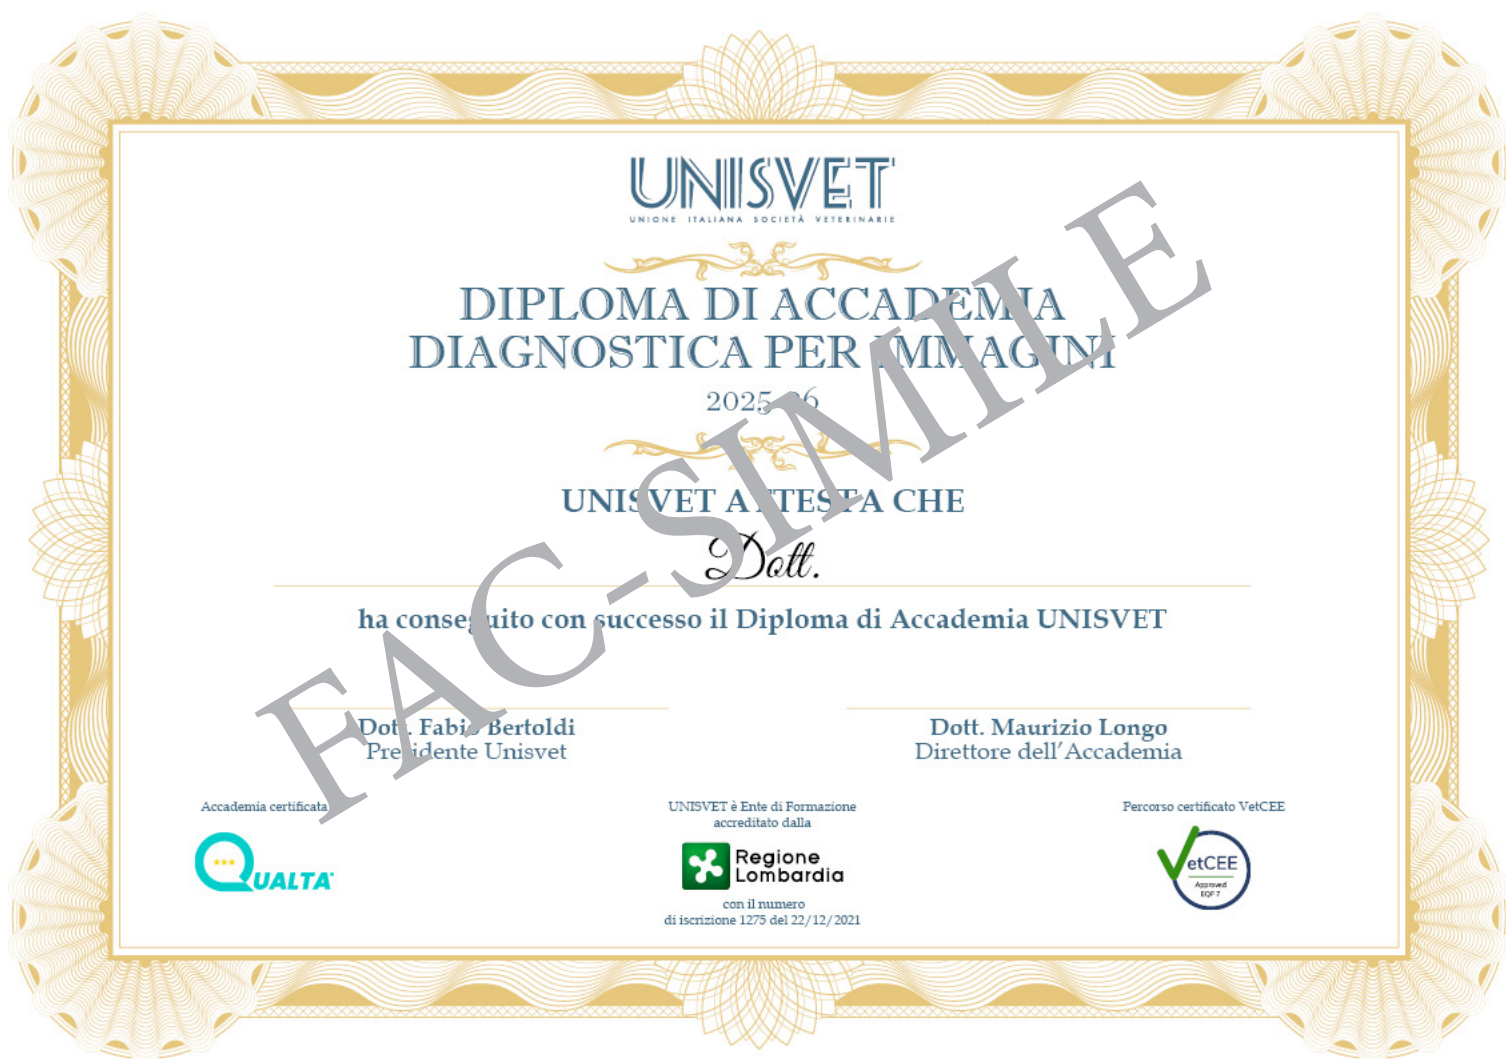 UNISVET
UNIONE ITALIANA SOCIETÀ VETERINARIE
DIPLOMA DI ACCADEMIA
DIAGNOSTICA PER IMMAGINI
2025-26
UNISVET ATTESTA CHE
Dott.
ha conseguito con successo il Diploma di Accademia UNISVET
FAC-SIMILE
Dott. Fabio Bertoldi
Presidente Unisvet
Dott. Maurizio Longo
Direttore dell'Accademia
Accademia certificata
QUALTA
UNISVET è Ente di Formazione
accreditato dalla
Regione
Lombardia
con il numero
di iscrizione 1275 del 22/12/2021
Percorso certificato VetCEE
VetCEE
Approved
EQF 7